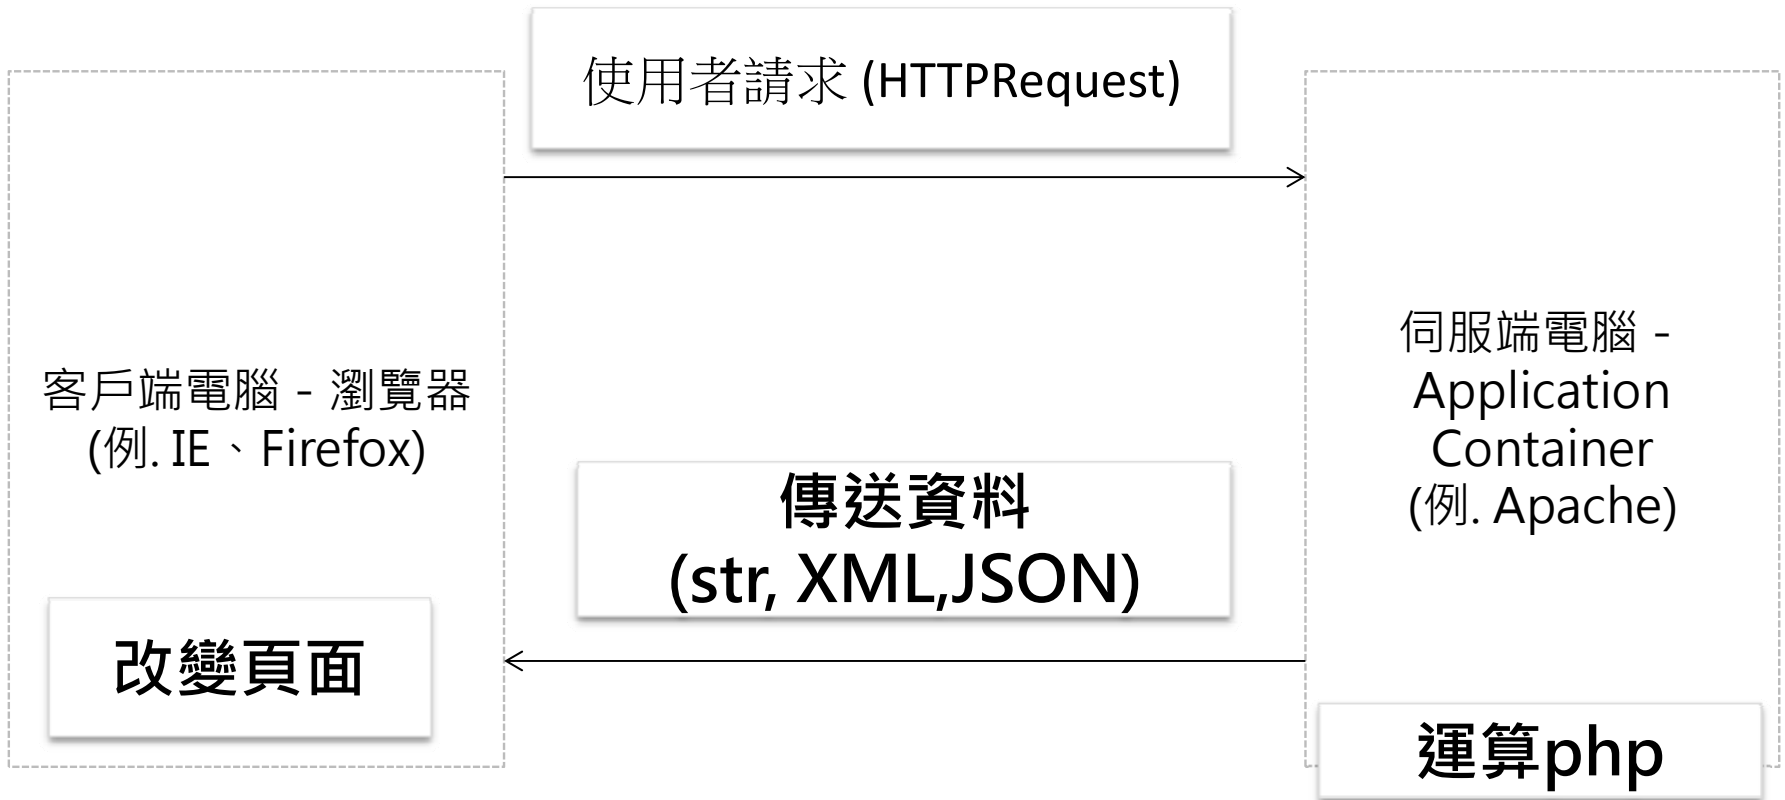 使用者請求 (HTTPRequest)
客戶端電腦 - 瀏覽器
(例. IE、Firefox)
伺服端電腦 -
Application
Container
(例. Apache)
傳送資料
(str, XML,JSON)
改變頁面
運算php